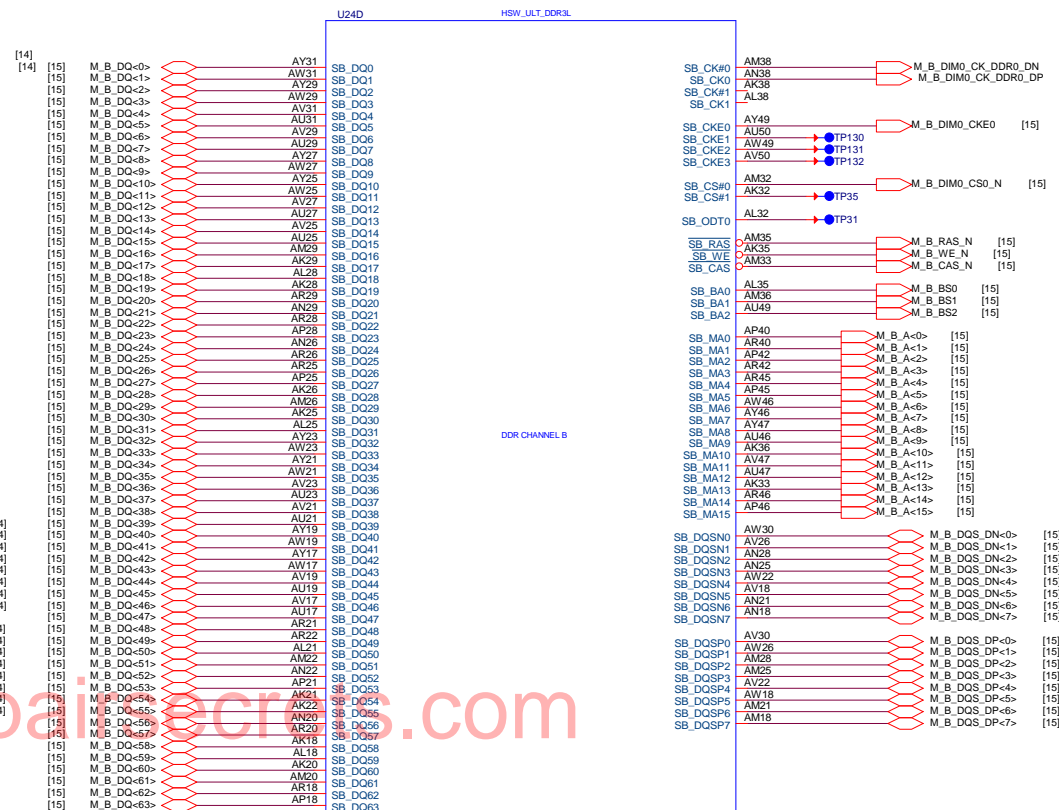 U24D HSW_ULT_DDR3L
[14]
[14] [15] M_B_DQ<0> AY31 SB_DQ0
[15] M_B_DQ<1> AW31 SB_DQ1
[15] M_B_DQ<2> AY29 SB_DQ2
[15] M_B_DQ<3> AW29 SB_DQ3
[15] M_B_DQ<4> AV31 SB_DQ4
[15] M_B_DQ<5> AU31 SB_DQ5
[15] M_B_DQ<6> AV29 SB_DQ6
[15] M_B_DQ<7> AU29 SB_DQ7
[15] M_B_DQ<8> AY27 SB_DQ8
[15] M_B_DQ<9> AW27 SB_DQ9
[15] M_B_DQ<10> AY25 SB_DQ10
[15] M_B_DQ<11> AW25 SB_DQ11
[15] M_B_DQ<12> AV27 SB_DQ12
[15] M_B_DQ<13> AU27 SB_DQ13
[15] M_B_DQ<14> AV25 SB_DQ14
[15] M_B_DQ<15> AU25 SB_DQ15
[15] M_B_DQ<16> AM29 SB_DQ16
[15] M_B_DQ<17> AK29 SB_DQ17
[15] M_B_DQ<18> AL28 SB_DQ18
[15] M_B_DQ<19> AK28 SB_DQ19
[15] M_B_DQ<20> AR29 SB_DQ20
[15] M_B_DQ<21> AN29 SB_DQ21
[15] M_B_DQ<22> AR28 SB_DQ22
[15] M_B_DQ<23> AP28 SB_DQ23
[15] M_B_DQ<24> AN26 SB_DQ24
[15] M_B_DQ<25> AR26 SB_DQ25
[15] M_B_DQ<26> AR25 SB_DQ26
[15] M_B_DQ<27> AP25 SB_DQ27
[15] M_B_DQ<28> AK26 SB_DQ28
[15] M_B_DQ<29> AM26 SB_DQ29
[15] M_B_DQ<30> AK25 SB_DQ30
[15] M_B_DQ<31> AL25 SB_DQ31
[15] M_B_DQ<32> AY23 SB_DQ32
[15] M_B_DQ<33> AW23 SB_DQ33
[15] M_B_DQ<34> AY21 SB_DQ34
[15] M_B_DQ<35> AW21 SB_DQ35
[15] M_B_DQ<36> AV23 SB_DQ36
[15] M_B_DQ<37> AU23 SB_DQ37
[15] M_B_DQ<38> AV21 SB_DQ38
[15] M_B_DQ<39> AU21 SB_DQ39
[15] M_B_DQ<40> AY19 SB_DQ40
[15] M_B_DQ<41> AW19 SB_DQ41
[15] M_B_DQ<42> AY17 SB_DQ42
[15] M_B_DQ<43> AW17 SB_DQ43
[15] M_B_DQ<44> AV19 SB_DQ44
[15] M_B_DQ<45> AU19 SB_DQ45
[15] M_B_DQ<46> AV17 SB_DQ46
[15] M_B_DQ<47> AU17 SB_DQ47
[15] M_B_DQ<48> AR21 SB_DQ48
[15] M_B_DQ<49> AR22 SB_DQ49
[15] M_B_DQ<50> AL21 SB_DQ50
[15] M_B_DQ<51> AM22 SB_DQ51
[15] M_B_DQ<52> AN22 SB_DQ52
[15] M_B_DQ<53> AP21 SB_DQ53
[15] M_B_DQ<54> AK21 SB_DQ54
[15] M_B_DQ<55> AK22 SB_DQ55
[15] M_B_DQ<56> AN20 SB_DQ56
[15] M_B_DQ<57> AR20 SB_DQ57
[15] M_B_DQ<58> AK18 SB_DQ58
[15] M_B_DQ<59> AL18 SB_DQ59
[15] M_B_DQ<60> AK20 SB_DQ60
[15] M_B_DQ<61> AM20 SB_DQ61
[15] M_B_DQ<62> AR18 SB_DQ62
[15] M_B_DQ<63> AP18 SB_DQ63
DDR CHANNEL B
SB_CK#0 AM38 M_B_DIM0_CK_DDR0_DN
SB_CK0 AN38 M_B_DIM0_CK_DDR0_DP
SB_CK#1 AK38
SB_CK1 AL38
SB_CKE0 AY49 M_B_DIM0_CKE0 [15]
SB_CKE1 AU50 TP130
SB_CKE2 AW49 TP131
SB_CKE3 AV50 TP132
SB_CS#0 AM32 M_B_DIM0_CS0_N [15]
SB_CS#1 AK32 TP35
SB_ODT0 AL32 TP31
SB_RAS AM35 M_B_RAS_N [15]
SB_WE AK35 M_B_WE_N [15]
SB_CAS AM33 M_B_CAS_N [15]
SB_BA0 AL35 M_B_BS0 [15]
SB_BA1 AM36 M_B_BS1 [15]
SB_BA2 AU49 M_B_BS2 [15]
SB_MA0 AP40 M_B_A<0> [15]
SB_MA1 AR40 M_B_A<1> [15]
SB_MA2 AP42 M_B_A<2> [15]
SB_MA3 AR42 M_B_A<3> [15]
SB_MA4 AR45 M_B_A<4> [15]
SB_MA5 AP45 M_B_A<5> [15]
SB_MA6 AW46 M_B_A<6> [15]
SB_MA7 AY46 M_B_A<7> [15]
SB_MA8 AY47 M_B_A<8> [15]
SB_MA9 AU46 M_B_A<9> [15]
SB_MA10 AK36 M_B_A<10> [15]
SB_MA11 AV47 M_B_A<11> [15]
SB_MA12 AU47 M_B_A<12> [15]
SB_MA13 AK33 M_B_A<13> [15]
SB_MA14 AR46 M_B_A<14> [15]
SB_MA15 AP46 M_B_A<15> [15]
SB_DQSN0 AW30 M_B_DQS_DN<0> [15]
SB_DQSN1 AV26 M_B_DQS_DN<1> [15]
SB_DQSN2 AN28 M_B_DQS_DN<2> [15]
SB_DQSN3 AN25 M_B_DQS_DN<3> [15]
SB_DQSN4 AW22 M_B_DQS_DN<4> [15]
SB_DQSN5 AV18 M_B_DQS_DN<5> [15]
SB_DQSN6 AN21 M_B_DQS_DN<6> [15]
SB_DQSN7 AN18 M_B_DQS_DN<7> [15]
SB_DQSP0 AV30 M_B_DQS_DP<0> [15]
SB_DQSP1 AW26 M_B_DQS_DP<1> [15]
SB_DQSP2 AM28 M_B_DQS_DP<2> [15]
SB_DQSP3 AM25 M_B_DQS_DP<3> [15]
SB_DQSP4 AV22 M_B_DQS_DP<4> [15]
SB_DQSP5 AW18 M_B_DQS_DP<5> [15]
SB_DQSP6 AM21 M_B_DQS_DP<6> [15]
SB_DQSP7 AM18 M_B_DQS_DP<7> [15]
pairsecrets.com